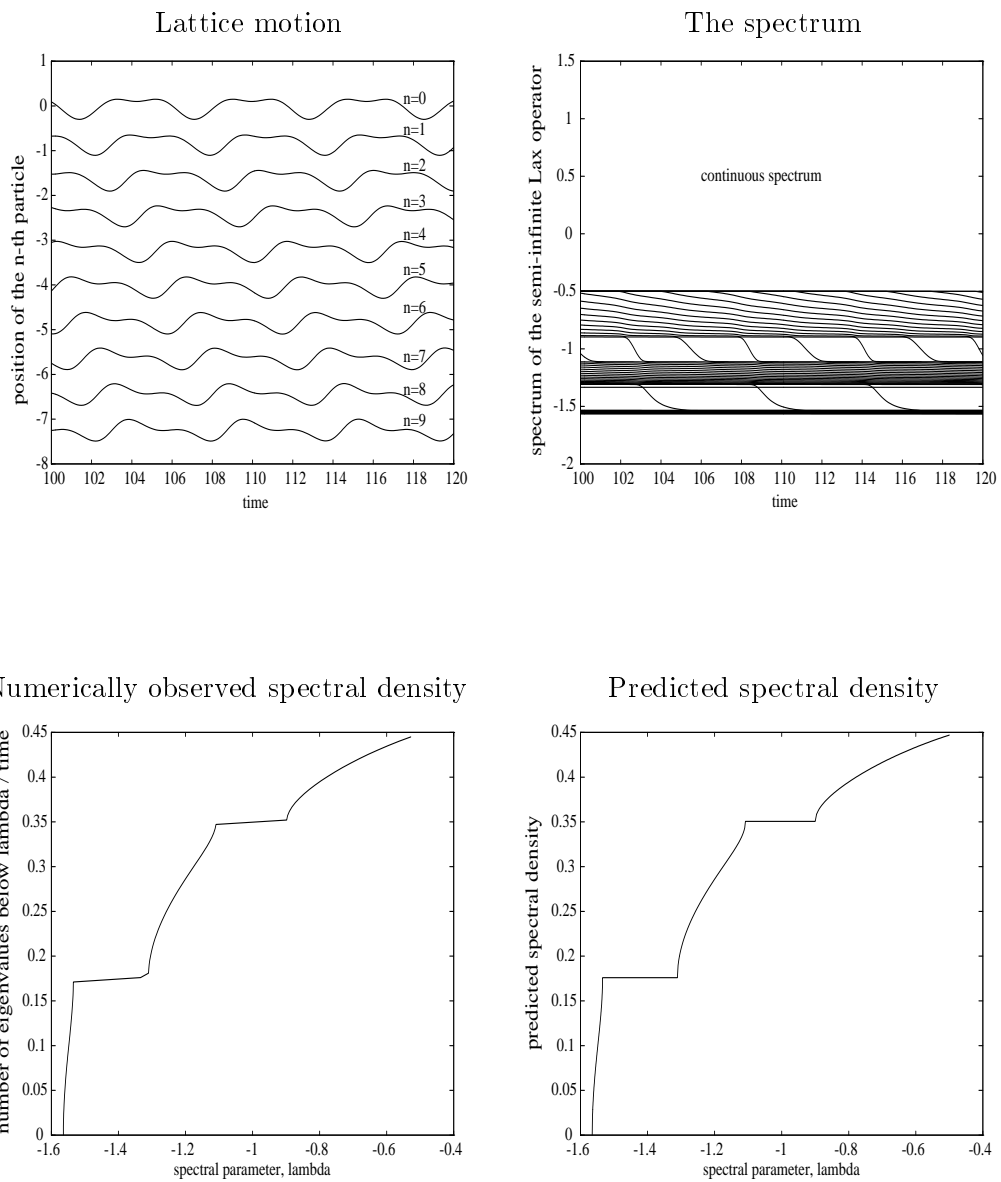 Lattice motion
1
0
-1
-2
-3
-4
-5
-6
-7
-8
100 102 104 106 108 110 112 114 116 118 120
time
position of the n-th particle
n=0
n=1
n=2
n=3
n=4
n=5
n=6
n=7
n=8
n=9
The spectrum
1.5
1
0.5
0
-0.5
-1
-1.5
-2
100 102 104 106 108 110 112 114 116 118 120
time
spectrum of the semi-infinite Lax operator
continuous spectrum
Numerically observed spectral density
0.45
0.4
0.35
0.3
0.25
0.2
0.15
0.1
0.05
0
-1.6 -1.4 -1.2 -1 -0.8 -0.6 -0.4
spectral parameter, lambda
number of eigenvalues below lambda / time
Predicted spectral density
0.45
0.4
0.35
0.3
0.25
0.2
0.15
0.1
0.05
0
-1.6 -1.4 -1.2 -1 -0.8 -0.6 -0.4
spectral parameter, lambda
predicted spectral density